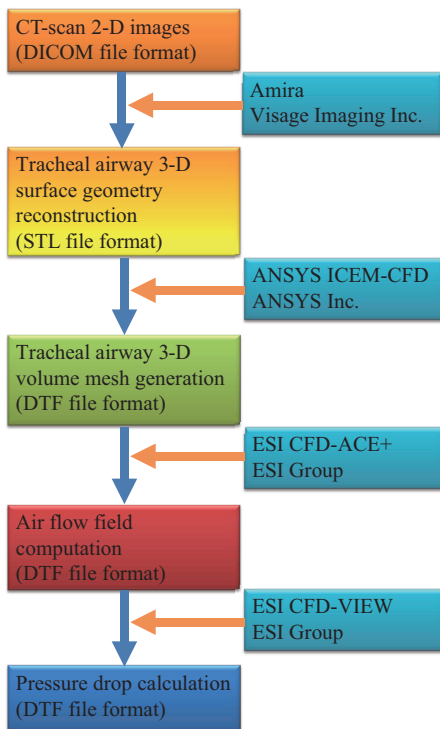 CT-scan 2-D images
(DICOM file format)
Amira
Visage Imaging Inc.
Tracheal airway 3-D
surface geometry
reconstruction
(STL file format)
ANSYS ICEM-CFD
ANSYS Inc.
Tracheal airway 3-D
volume mesh generation
(DTF file format)
ESI CFD-ACE+
ESI Group
Air flow field
computation
(DTF file format)
ESI CFD-VIEW
ESI Group
Pressure drop calculation
(DTF file format)